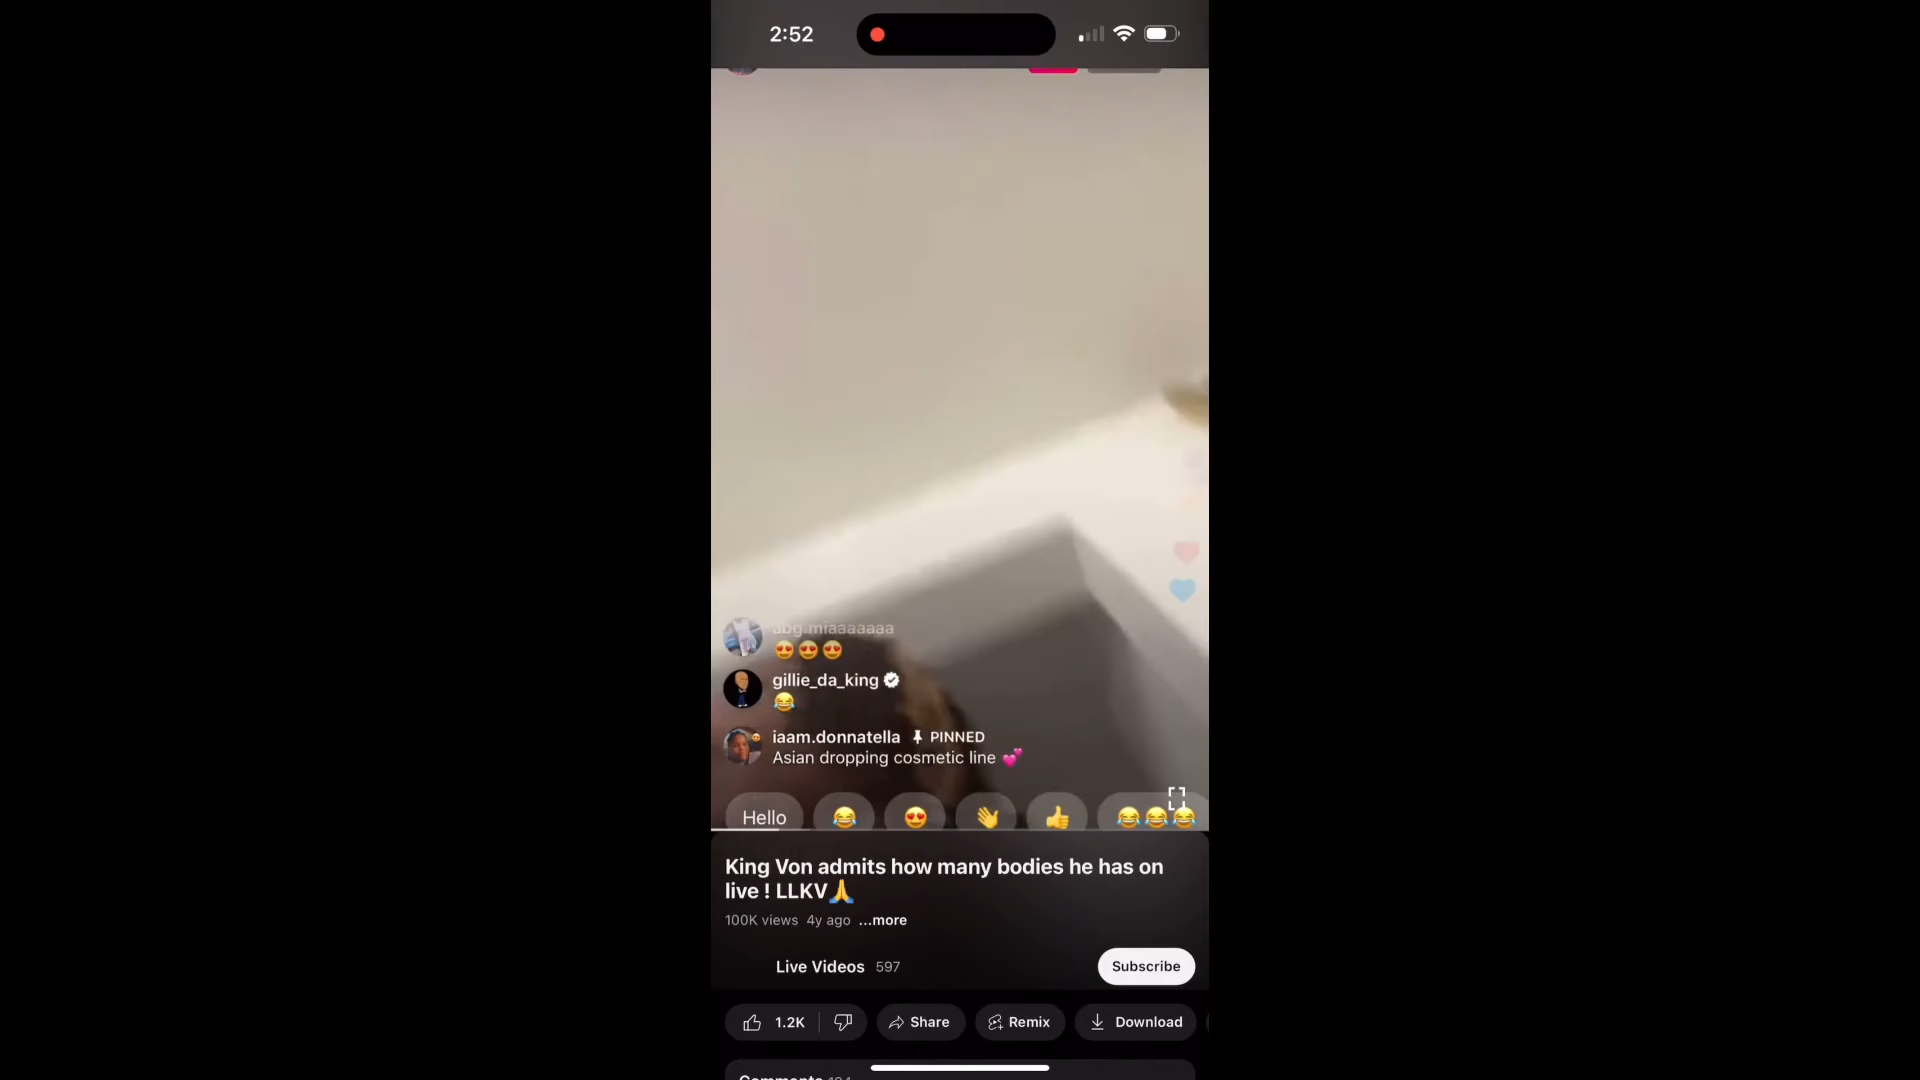 2:52
abg.miaaaaaaa
😍😍😍
gillie_da_king
😂
iaam.donnatella PINNED
Asian dropping cosmetic line 💕
Hello 😂 😍 👋 👍 😂😂😂
King Von admits how many bodies he has on
live ! LLKV🙏
100K views 4y ago ...more
Live Videos 597
Subscribe
1.2K Share Remix Download
Comments